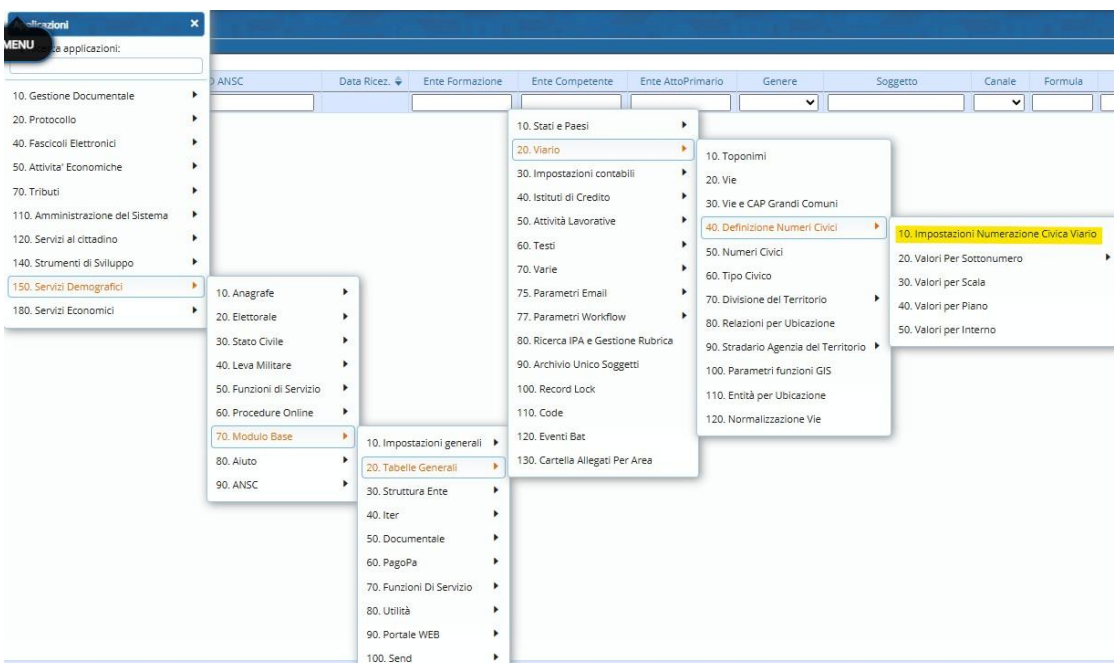 Applicazioni
MENU
applicazioni:
ANSC
Data Ricez.
Ente Formazione
Ente Competente
Ente AttoPrimario
Genere
Soggetto
Canale
Formula
10. Gestione Documentale
20. Protocollo
40. Fascicoli Elettronici
50. Attivita' Economiche
70. Tributi
110. Amministrazione del Sistema
120. Servizi al cittadino
140. Strumenti di Sviluppo
150. Servizi Demografici
180. Servizi Economici
10. Anagrafe
20. Elettorale
30. Stato Civile
40. Leva Militare
50. Funzioni di Servizio
60. Procedure Online
70. Modulo Base
80. Aiuto
90. ANSC
10. Impostazioni generali
20. Tabelle Generali
30. Struttura Ente
40. Iter
50. Documentale
60. PagoPa
70. Funzioni Di Servizio
80. Utilità
90. Portale WEB
100. Send
10. Stati e Paesi
20. Viario
30. Impostazioni contabili
40. Istituti di Credito
50. Attività Lavorative
60. Testi
70. Varie
75. Parametri Email
77. Parametri Workflow
80. Ricerca IPA e Gestione Rubrica
90. Archivio Unico Soggetti
100. Record Lock
110. Code
120. Eventi Bat
130. Cartella Allegati Per Area
10. Toponimi
20. Vie
30. Vie e CAP Grandi Comuni
40. Definizione Numeri Civici
50. Numeri Civici
60. Tipo Civico
70. Divisione del Territorio
80. Relazioni per Ubicazione
90. Stradario Agenzia del Territorio
100. Parametri funzioni GIS
110. Entità per Ubicazione
120. Normalizzazione Vie
10. Impostazioni Numerazione Civica Viario
20. Valori Per Sottonumero
30. Valori per Scala
40. Valori per Piano
50. Valori per Interno